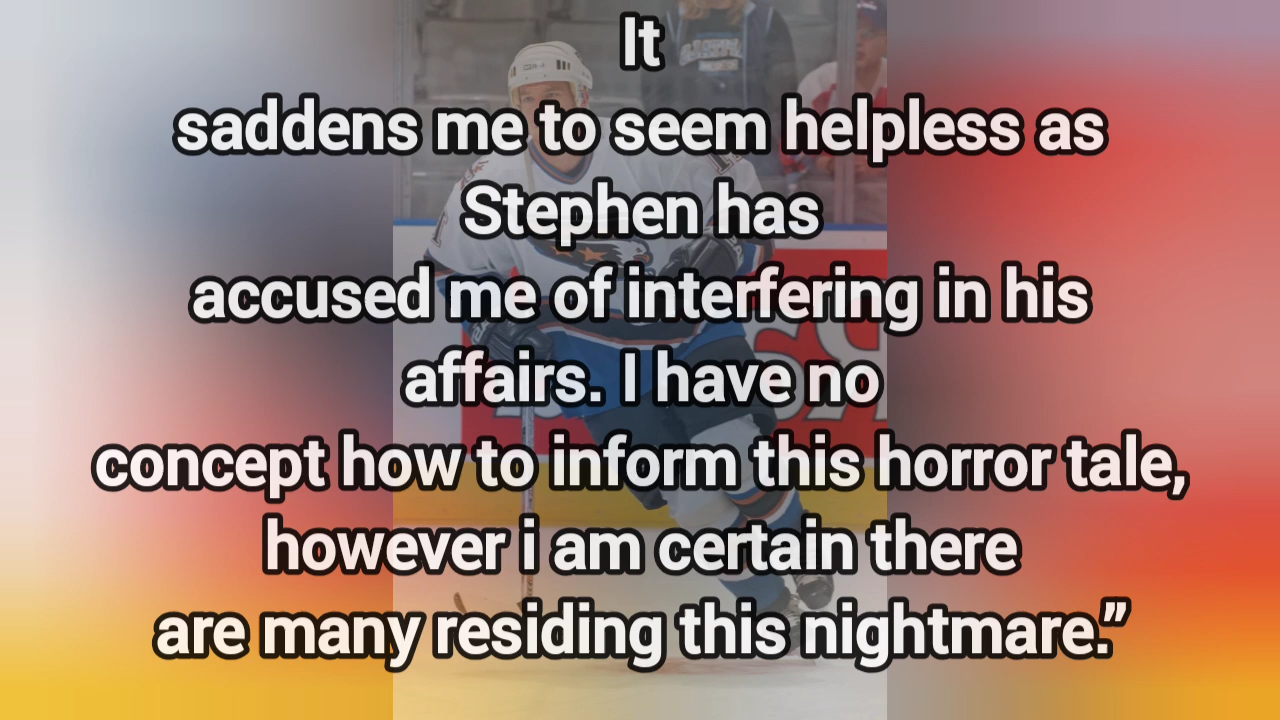 It
saddens me to seem helpless as
Stephen has
accused me of interfering in his
affairs. I have no
concept how to inform this horror tale,
however i am certain there
are many residing this nightmare.”